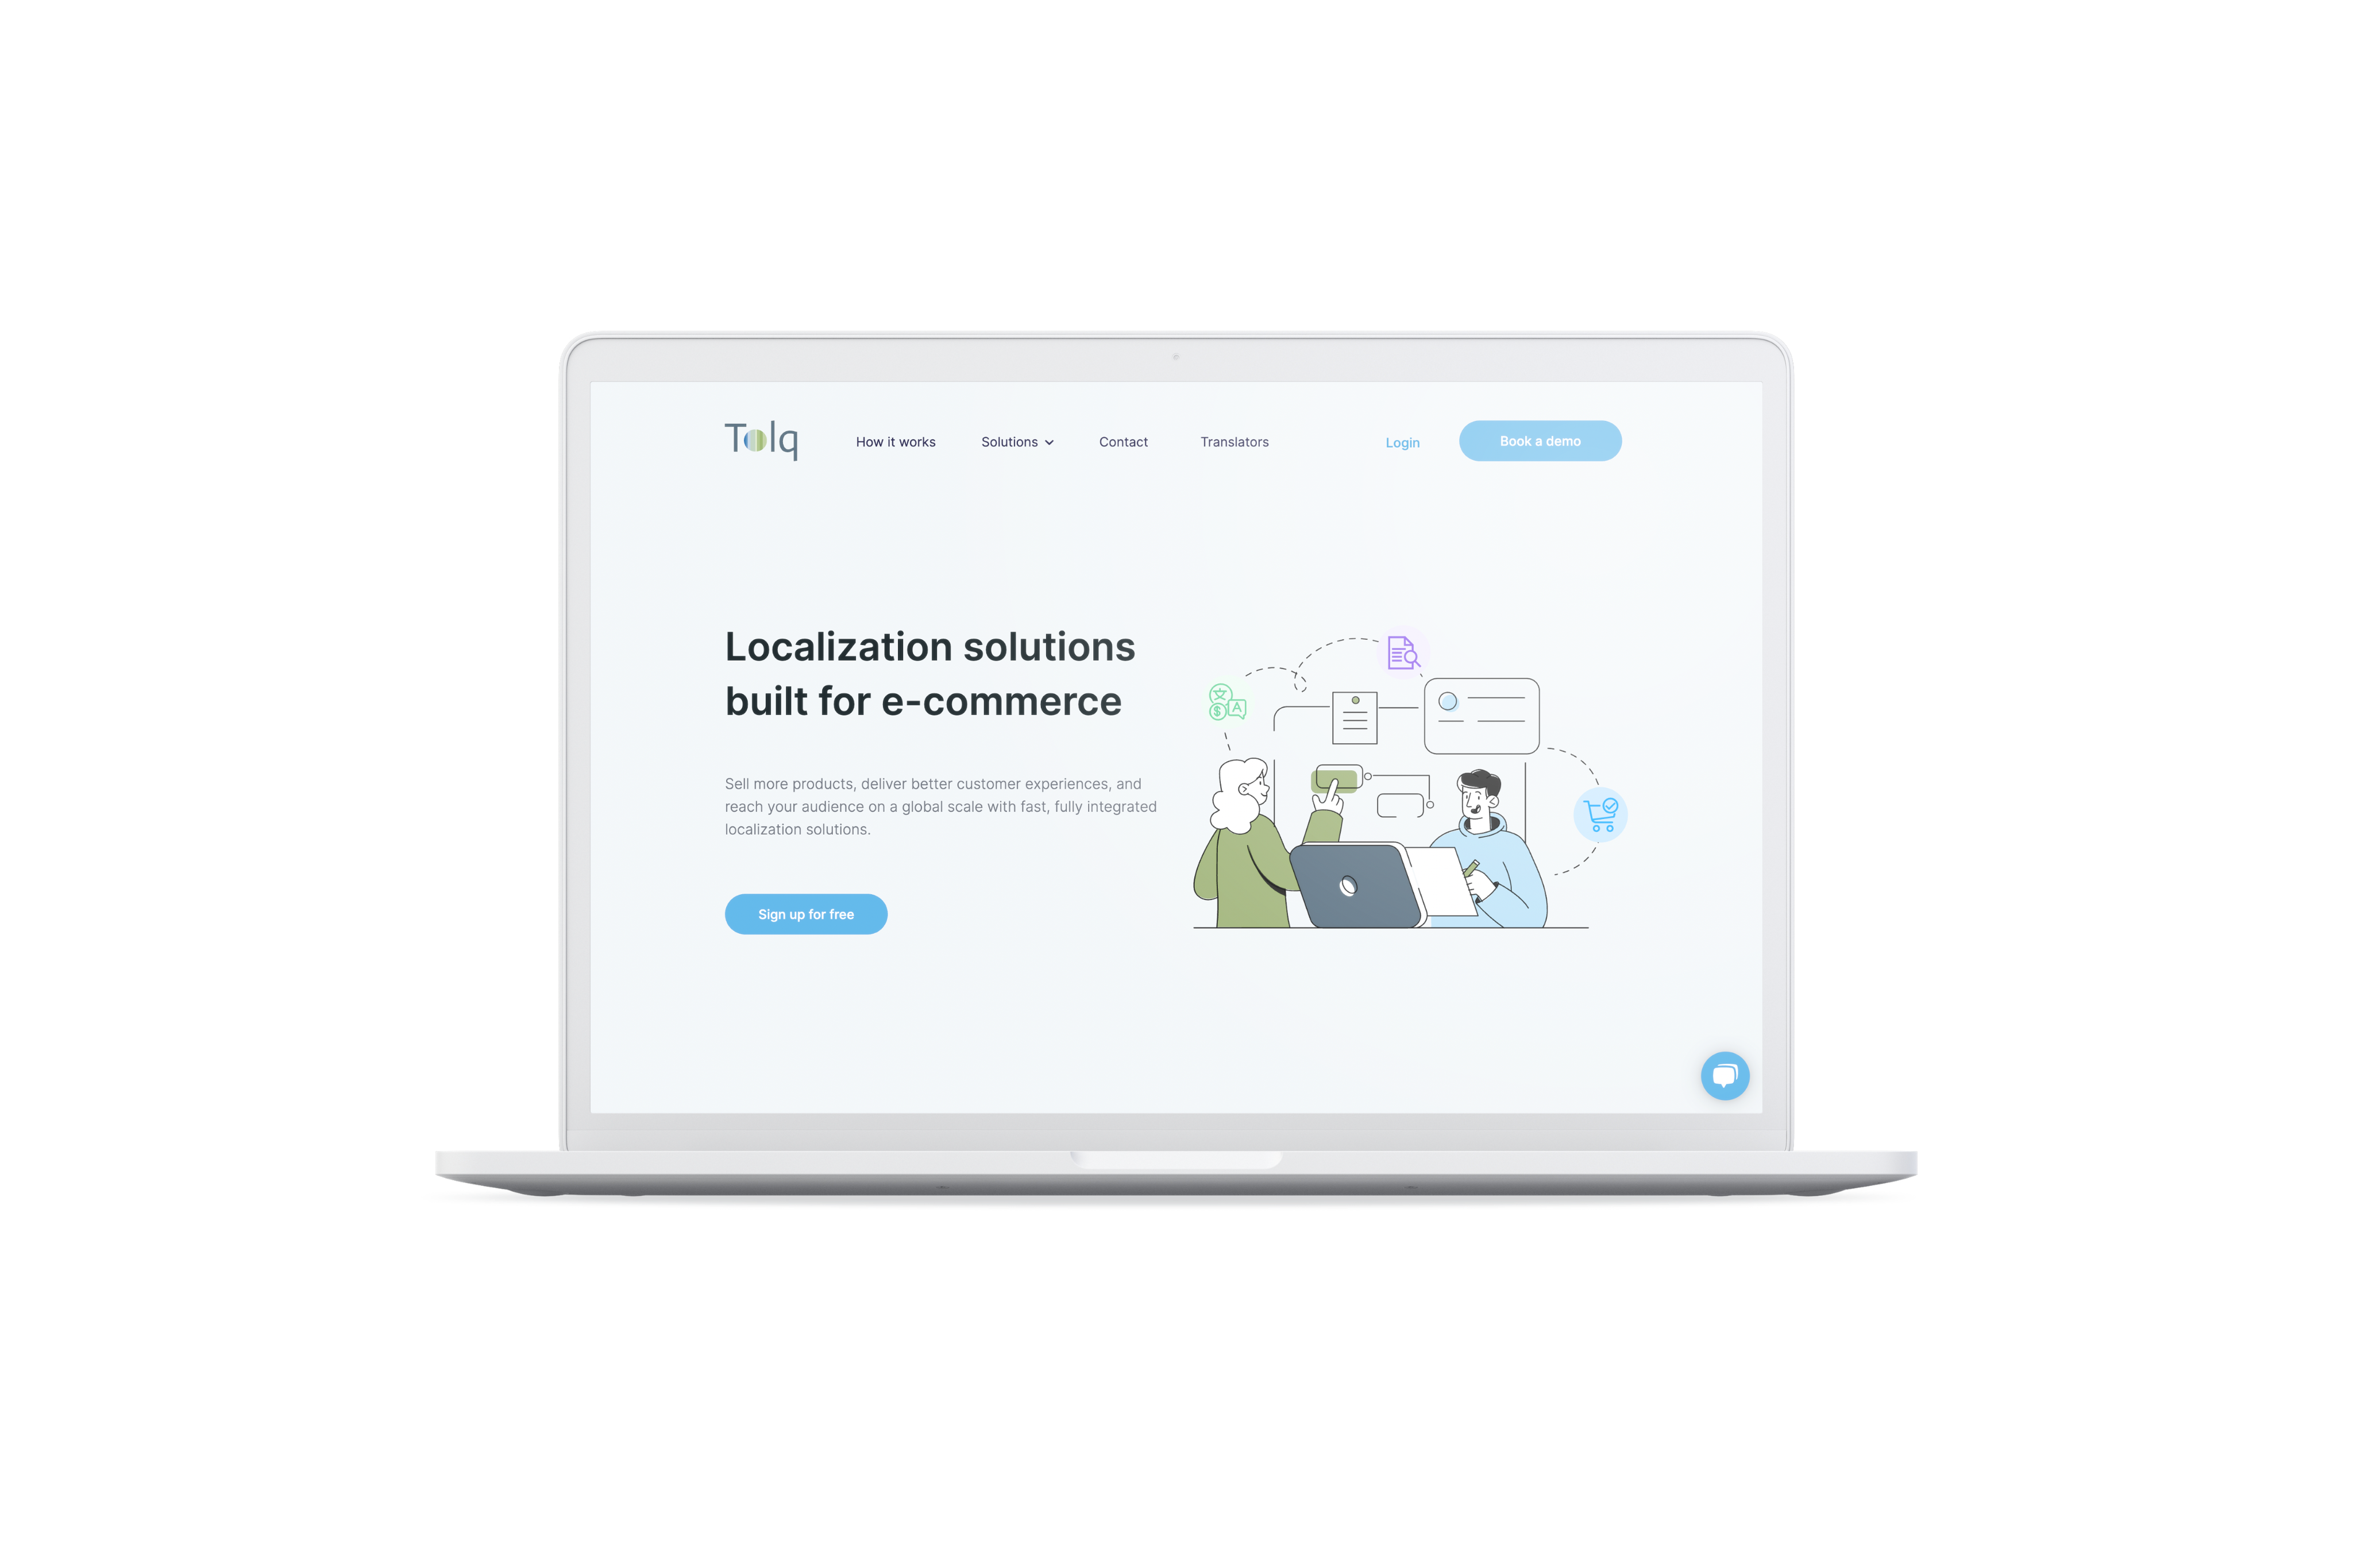 Tolq
How it works
Solutions
Contact
Translators
Login
Book a demo
Localization solutions
built for e-commerce
文
$
A
Sell more products, deliver better customer experiences, and
reach your audience on a global scale with fast, fully integrated
localization solutions.
Sign up for free